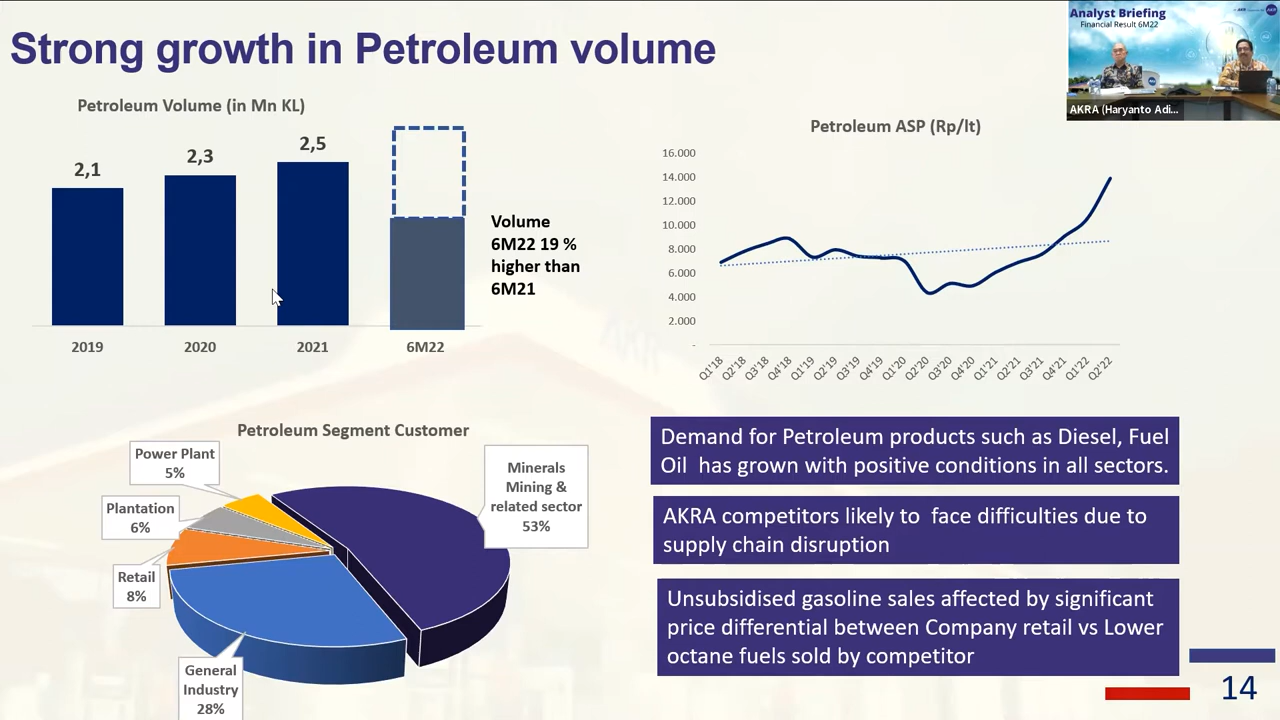 Strong growth in Petroleum volume
Analyst Briefing
Financial Result 6M22
AKRA (Haryanto Adi...
Petroleum Volume (in Mn KL)
2,1
2,3
2,5
2019
2020
2021
6M22
Volume
6M22 19 %
higher than
6M21
Petroleum ASP (Rp/lt)
16.000
14.000
12.000
10.000
8.000
6.000
4.000
2.000
-
Q1'18
Q2'18
Q3'18
Q4'18
Q1'19
Q2'19
Q3'19
Q4'19
Q1'20
Q2'20
Q3'20
Q4'20
Q1'21
Q2'21
Q3'21
Q4'21
Q1'22
Q2'22
Petroleum Segment Customer
Power Plant
5%
Plantation
6%
Retail
8%
General
Industry
28%
Minerals
Mining &
related sector
53%
Demand for Petroleum products such as Diesel, Fuel
Oil has grown with positive conditions in all sectors.
AKRA competitors likely to face difficulties due to
supply chain disruption
Unsubsidised gasoline sales affected by significant
price differential between Company retail vs Lower
octane fuels sold by competitor
14